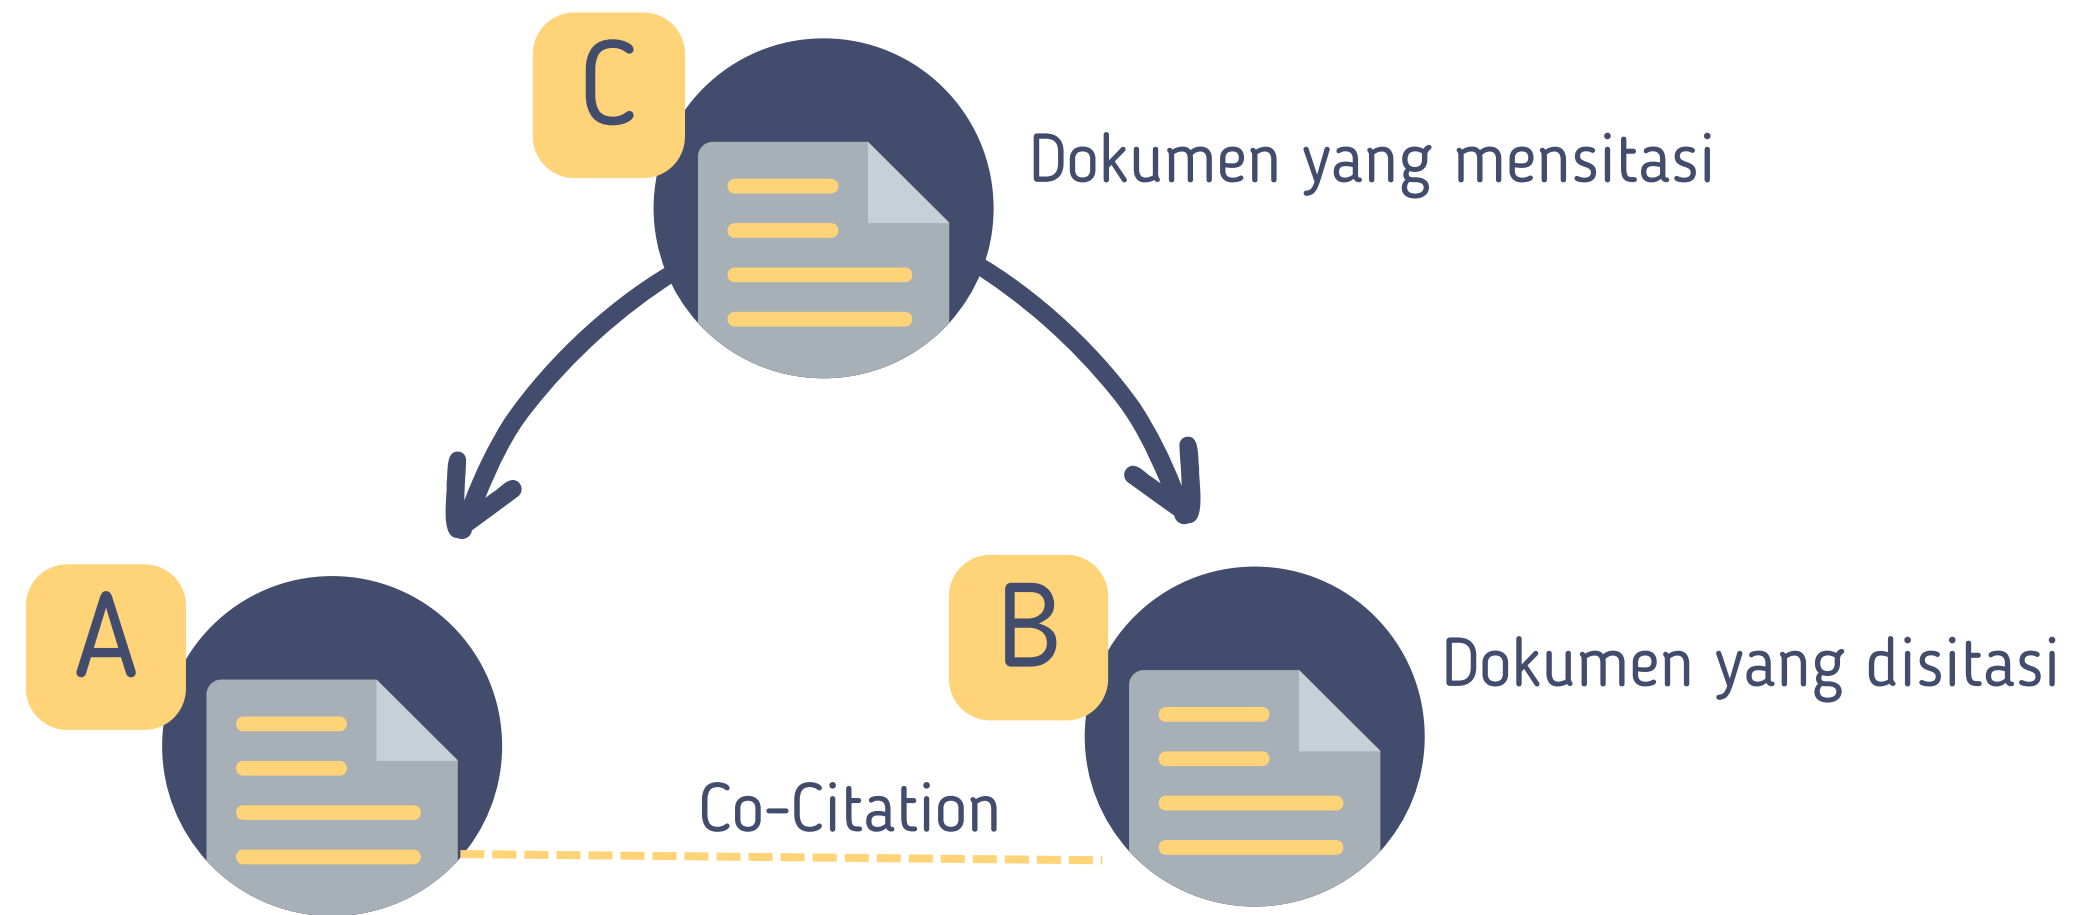 C
Dokumen yang mensitasi
A
B
Dokumen yang disitasi
Co-Citation